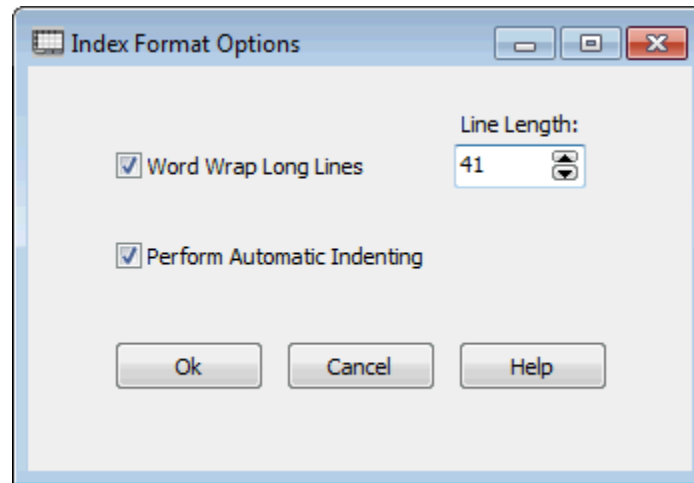 Index Format Options
Line Length:
Word Wrap Long Lines
41
Perform Automatic Indenting
Ok
Cancel
Help